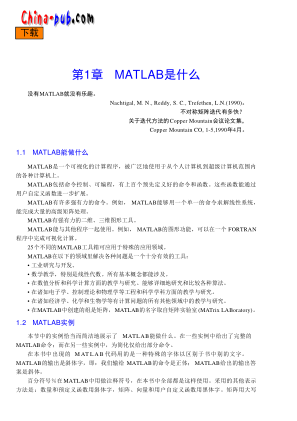 China-pub.com
下载
第1章 MATLAB是什么
没有MATLAB就没有乐趣。
Nachtigal, M. N., Reddy, S. C., Trefethen, L.N.(1990)：
不对称矩阵迭代有多快?
关于迭代方法的Copper Mountain会议论文集。
Copper Mountain CO, 1-5,1990年4月。
1.1 MATLAB能做什么
MATLAB是一个可视化的计算程序，被广泛地使用于从个人计算机到超级计算机范围内
的各种计算机上。
MATLAB包括命令控制、可编程，有上百个预先定义好的命令和函数。这些函数能通过
用户自定义函数进一步扩展。
MATLAB有许多强有力的命令。例如， MATLAB能够用一个单一的命令求解线性系统，
能完成大量的高级矩阵处理。
MATLAB有强有力的二维、三维图形工具。
MATLAB能与其他程序一起使用。例如， MATLAB的图形功能，可以在一个FORTRAN
程序中完成可视化计算。
25个不同的MATLAB工具箱可应用于特殊的应用领域。
MATLAB在以下的领域里解决各种问题是一个十分有效的工具：
• 工业研究与开发。
• 数学教学，特别是线性代数。所有基本概念都能涉及。
• 在数值分析和科学计算方面的教学与研究。能够详细地研究和比较各种算法。
• 在诸如电子学、控制理论和物理学等工程和科学学科方面的教学与研究。
• 在诸如经济学、化学和生物学等有计算问题的所有其他领域中的教学与研究。
• 在MATLAB中创建的组是矩阵，MATLAB的名字取自矩阵实验室 (MATrix LABoratory)。
1.2 MATLAB实例
本节中的实例恰当而简洁地展示了 MATLAB能做什么。在一些实例中给出了完整的
MATLAB命令；而在另一些实例中，为简化仅给出部分命令。
在本书中出现的 MATLAB代码用的是一种特殊的字体以区别于书中别的文字。
MATLAB的输出是斜体字。即：我们输给 MATLAB的命令是正体；MATLAB给出的输出答
案是斜体。
百分符号%在MATLAB中用做注释符号，在本书中全部都是这样使用。采用的其他表示
方法是：数量和预定义函数用斜体字，矩阵、向量和用户自定义函数用黑体字。矩阵用大写